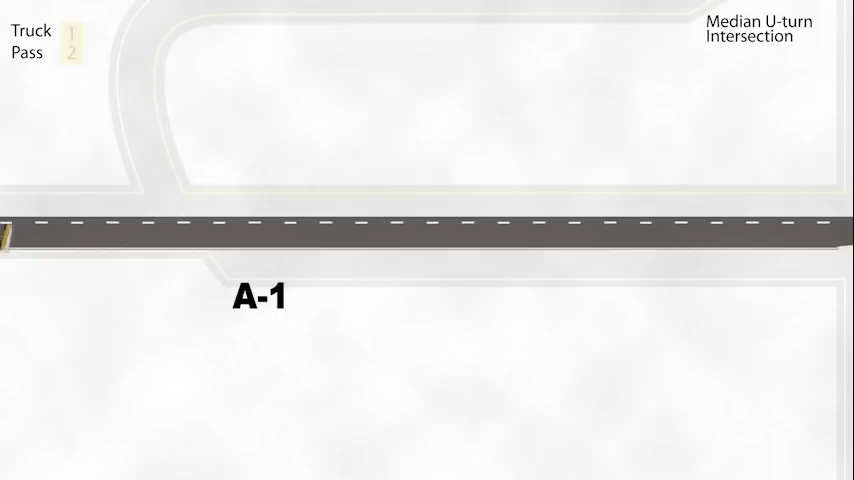 Truck 1
Pass 2
Median U-turn
Intersection
A-1